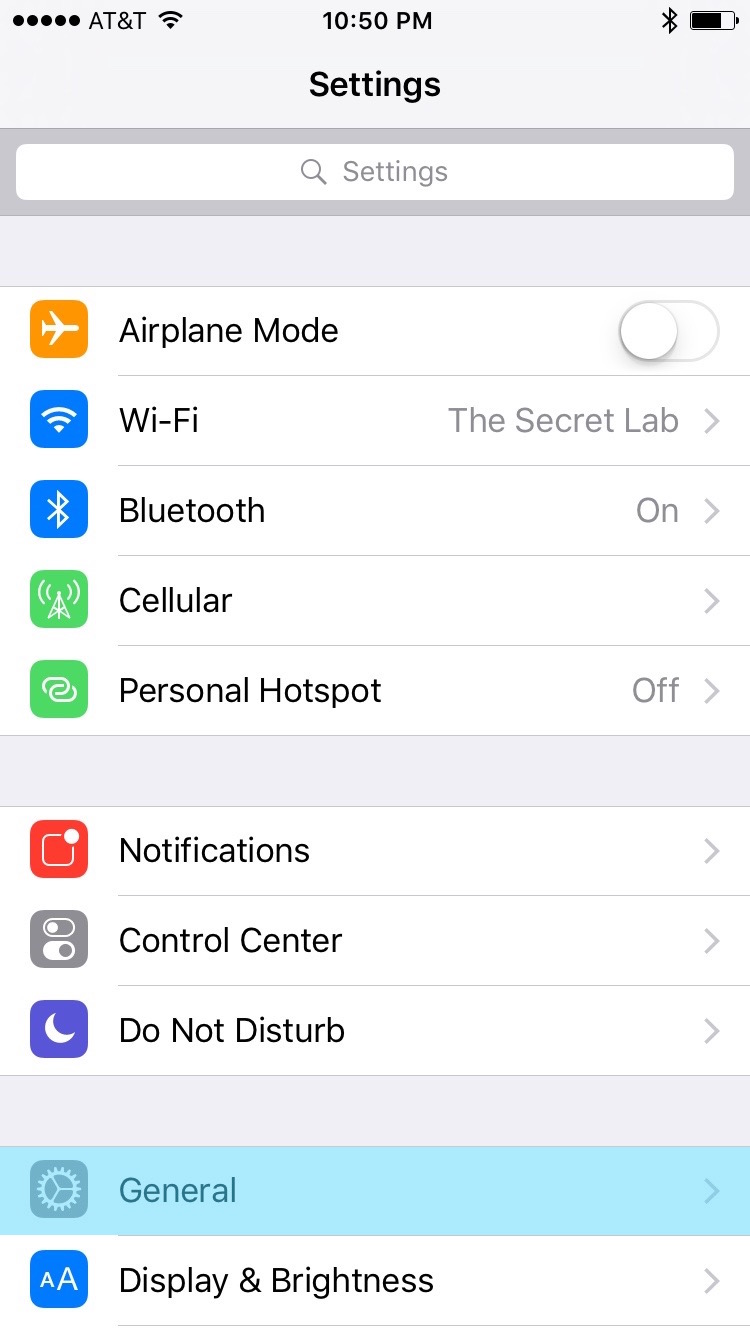 AT&T 10:50 PM
Settings
Settings
Airplane Mode
Wi-Fi The Secret Lab
Bluetooth On
Cellular
Personal Hotspot Off
Notifications
Control Center
Do Not Disturb
General
AA Display & Brightness